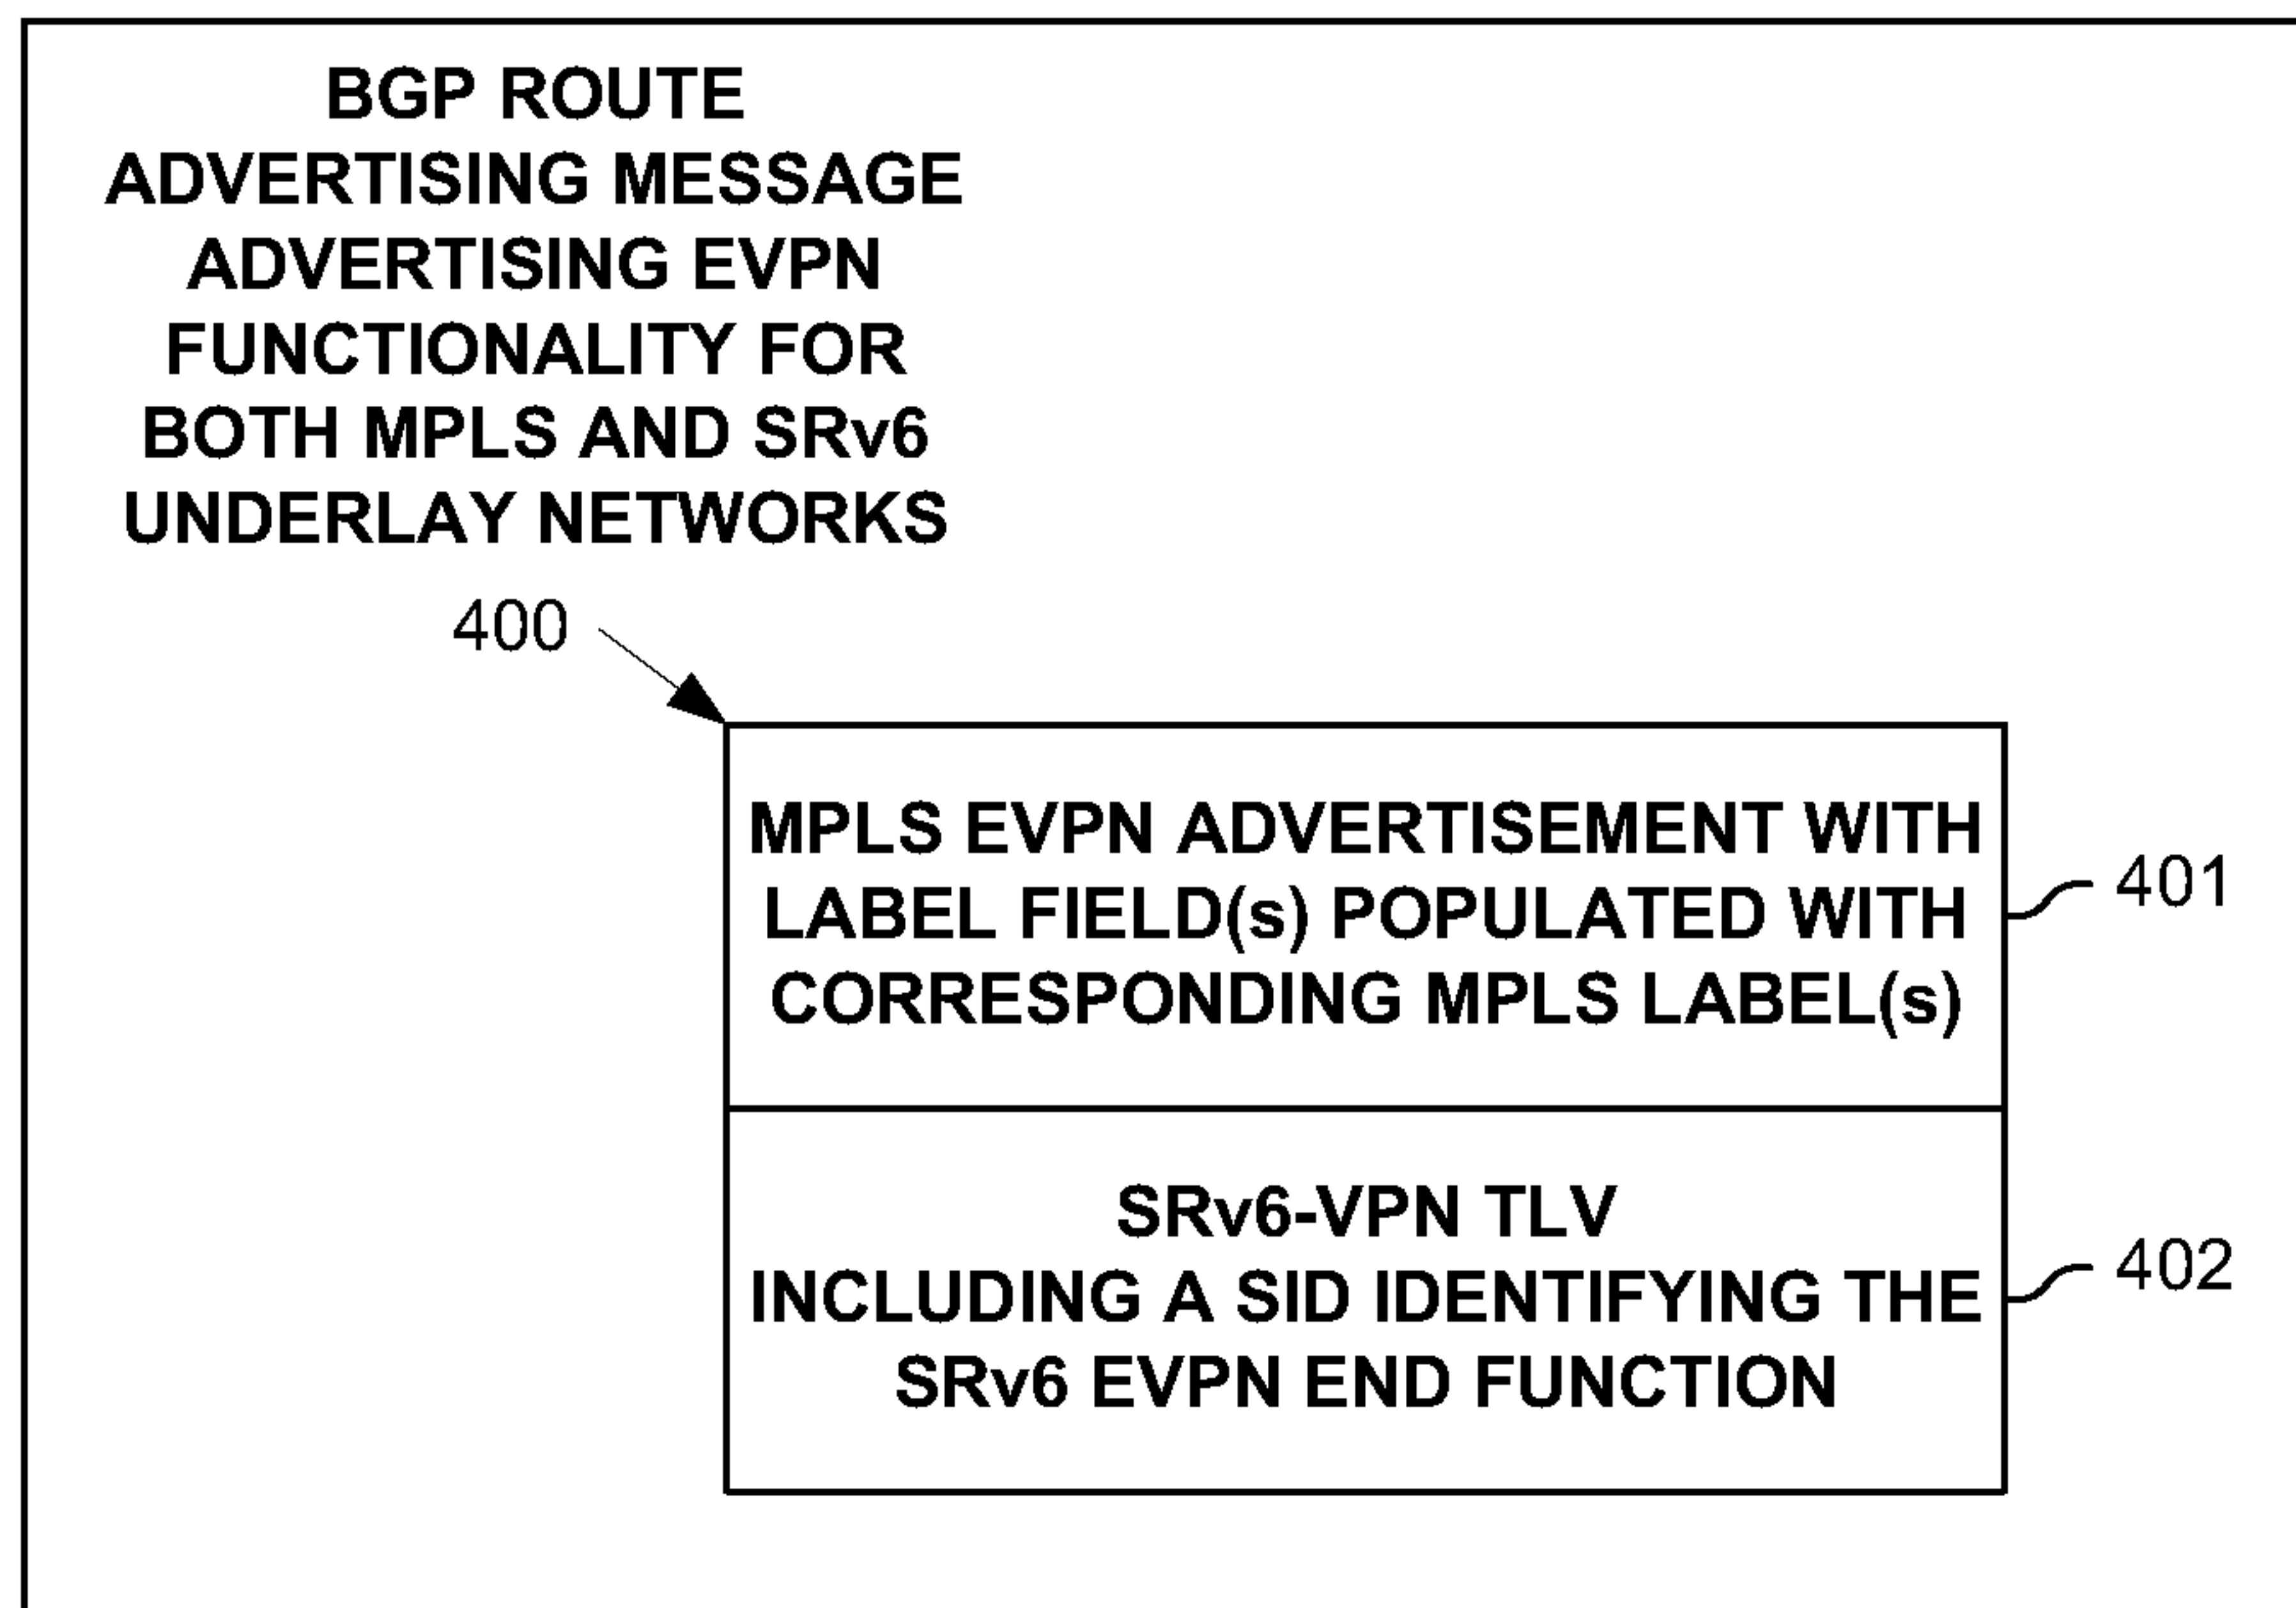 BGP ROUTE
ADVERTISING MESSAGE
ADVERTISING EVPN
FUNCTIONALITY FOR
BOTH MPLS AND SRv6
UNDERLAY NETWORKS
400
MPLS EVPN ADVERTISEMENT WITH
LABEL FIELD(s) POPULATED WITH
CORRESPONDING MPLS LABEL(s)
401
SRv6-VPN TLV
INCLUDING A SID IDENTIFYING THE
SRv6 EVPN END FUNCTION
402